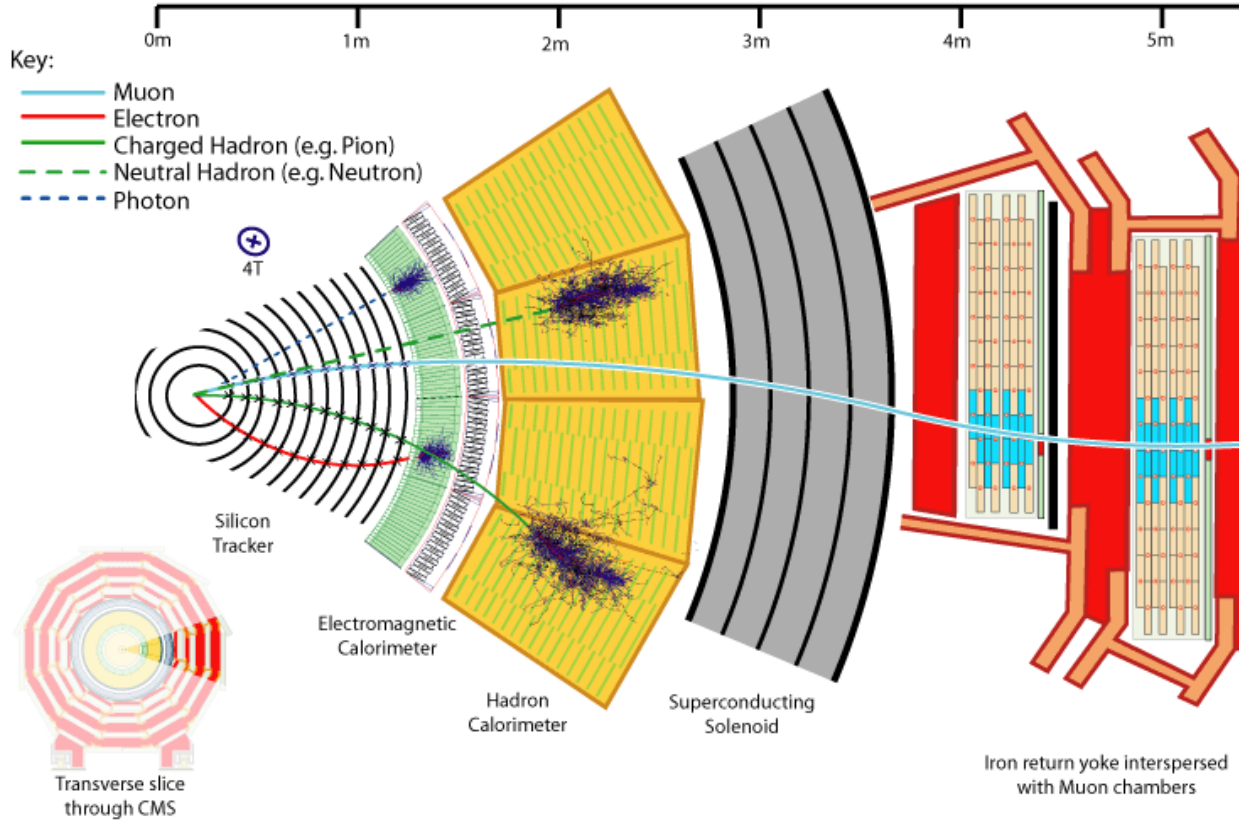 0m 1m 2m 3m 4m 5m
Key:
Muon
Electron
Charged Hadron (e.g. Pion)
Neutral Hadron (e.g. Neutron)
Photon
4T
Silicon
Tracker
Electromagnetic
Calorimeter
Hadron
Calorimeter
Superconducting
Solenoid
Iron return yoke interspersed
with Muon chambers
Transverse slice
through CMS